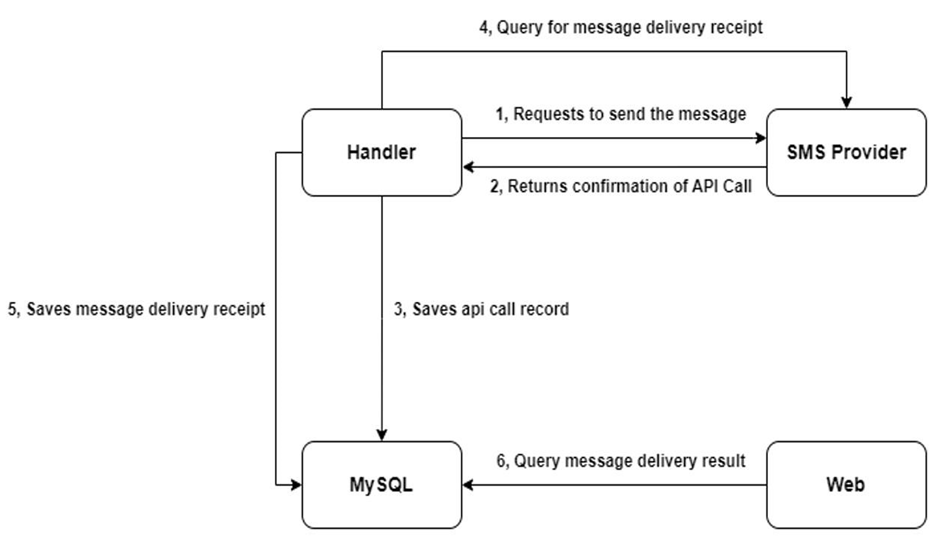 4, Query for message delivery receipt
1, Requests to send the message
Handler
SMS Provider
2, Returns confirmation of API Call
5, Saves message delivery receipt
3, Saves api call record
6, Query message delivery result
MySQL
Web